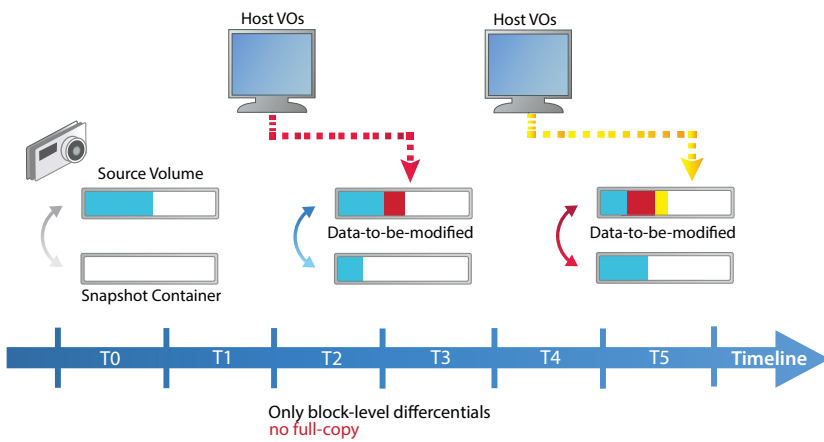 Host VOs
Host VOs
Source Volume
Data-to-be-modified
Data-to-be-modified
Snapshot Container
T0 T1 T2 T3 T4 T5 Timeline
Only block-level differcentials
no full-copy